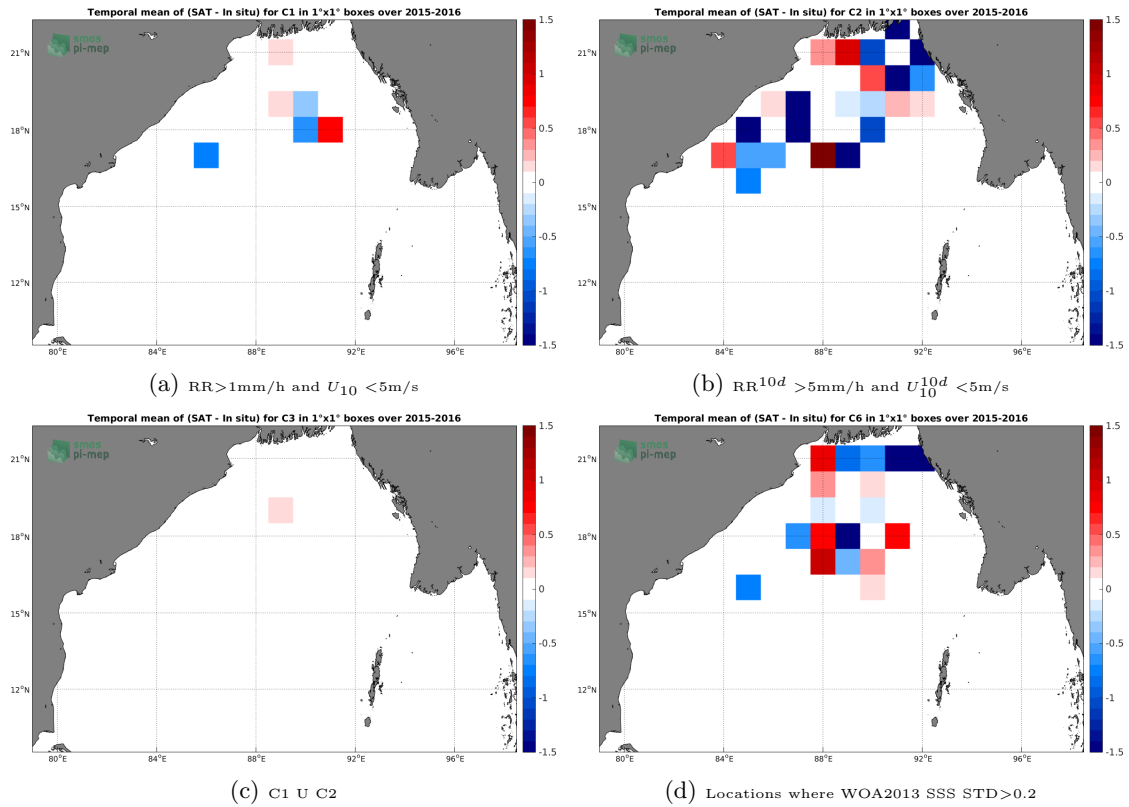 Temporal mean of (SAT - In situ) for C1 in 1°x1° boxes over 2015-2016
smos
pi-mep
21°N
18°N
15°N
12°N
80°E 84°E 88°E 92°E 96°E
1.5
1
0.5
0
-0.5
-1
-1.5
(a) RR>1mm/h and U10 <5m/s
Temporal mean of (SAT - In situ) for C2 in 1°x1° boxes over 2015-2016
smos
pi-mep
21°N
18°N
15°N
12°N
80°E 84°E 88°E 92°E 96°E
1.5
1
0.5
0
-0.5
-1
-1.5
(b) RR^10d >5mm/h and U10^10d <5m/s
Temporal mean of (SAT - In situ) for C3 in 1°x1° boxes over 2015-2016
smos
pi-mep
21°N
18°N
15°N
12°N
80°E 84°E 88°E 92°E 96°E
1.5
1
0.5
0
-0.5
-1
-1.5
(c) C1 U C2
Temporal mean of (SAT - In situ) for C6 in 1°x1° boxes over 2015-2016
smos
pi-mep
21°N
18°N
15°N
12°N
80°E 84°E 88°E 92°E 96°E
1.5
1
0.5
0
-0.5
-1
-1.5
(d) Locations where WOA2013 SSS STD>0.2